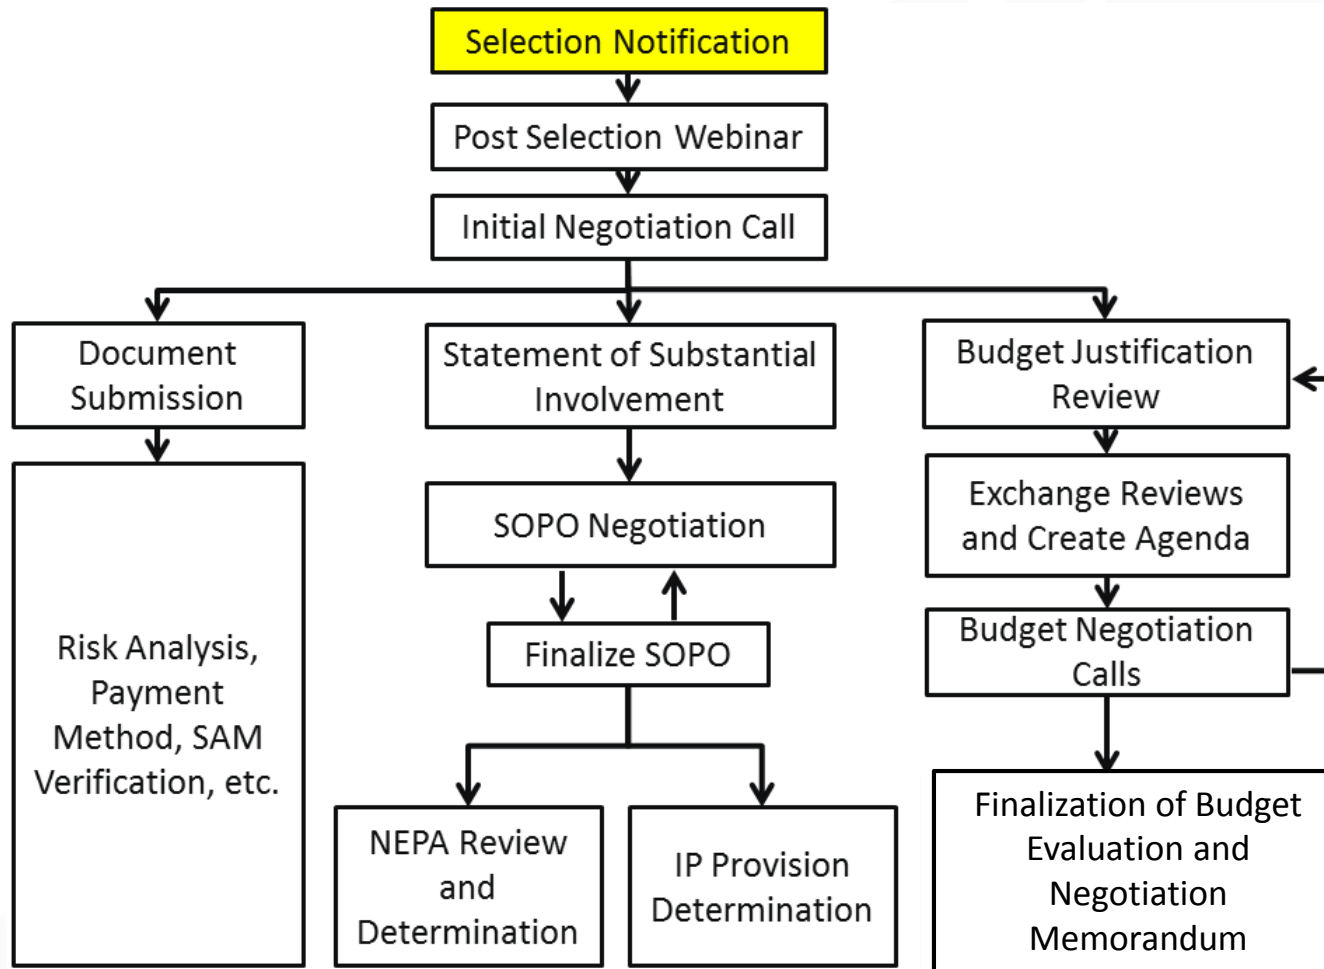 Selection Notification
Post Selection Webinar
Initial Negotiation Call
Document
Submission
Statement of Substantial
Involvement
Budget Justification
Review
Risk Analysis,
Payment
Method, SAM
Verification, etc.
SOPO Negotiation
Exchange Reviews
and Create Agenda
Finalize SOPO
Budget Negotiation
Calls
NEPA Review
and
Determination
IP Provision
Determination
Finalization of Budget
Evaluation and
Negotiation
Memorandum